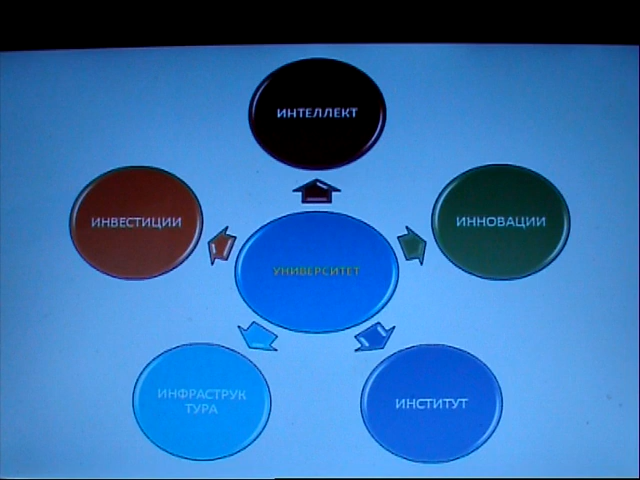 ИНТЕЛЛЕКТ
ИНВЕСТИЦИИ
ИННОВАЦИИ
УНИВЕРСИТЕТ
ИНФРАСТРУК
ТУРА
ИНСТИТУТ